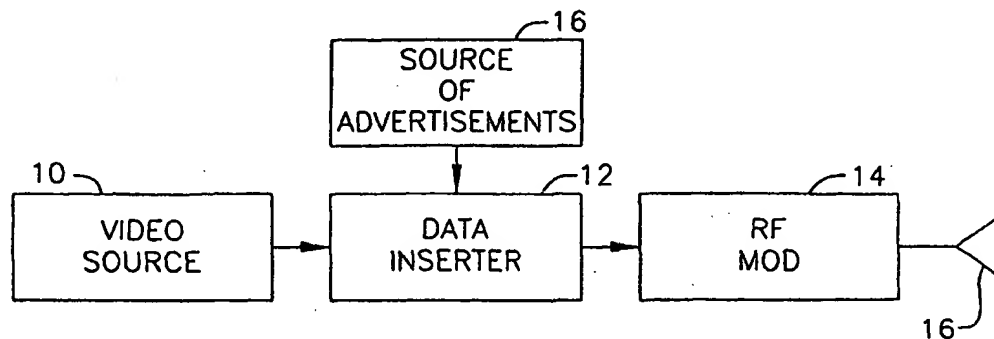 16
SOURCE
OF
ADVERTISEMENTS
10
12
14
VIDEO
SOURCE
DATA
INSERTER
RF
MOD
16